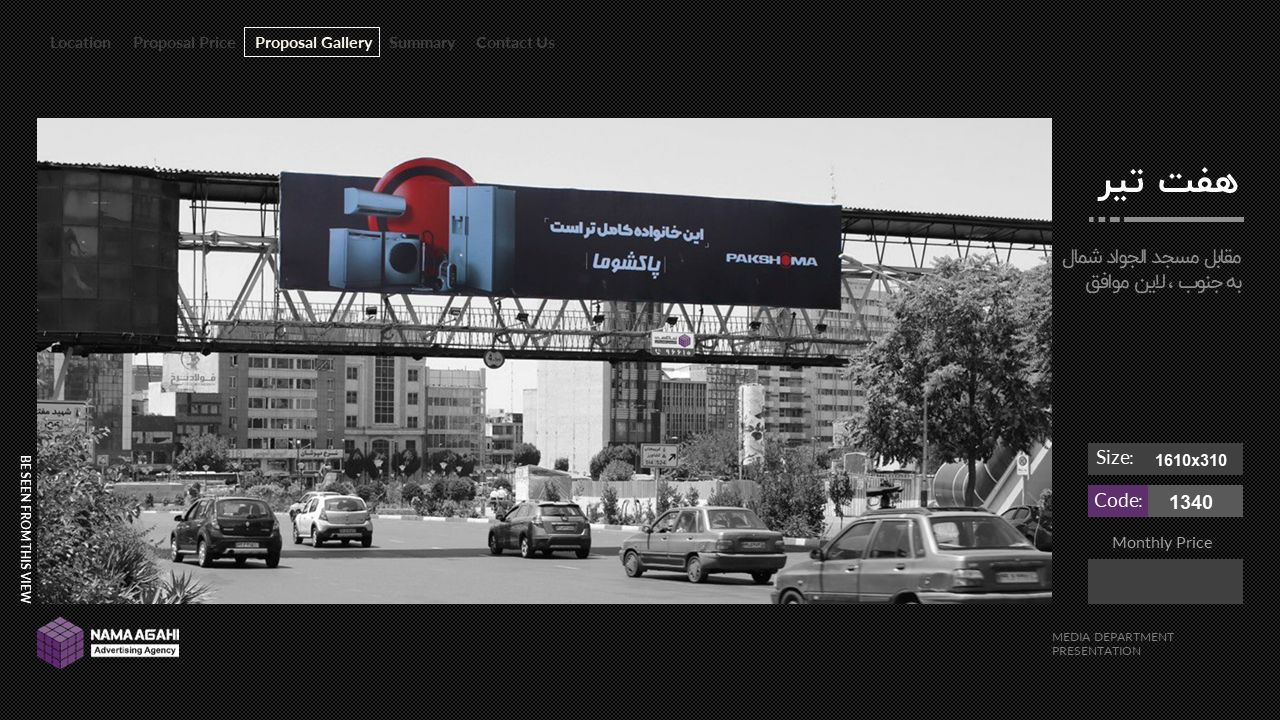 Location
Proposal Price
Proposal Gallery
Summary
Contact Us
هفت تیر
مقابل مسجد الجواد شمال
به جنوب ، لاین موافق
این خانواده کامل تر است
پاکشوما
PAKSHOMA
فولادنرخ
Size: 1610x310
Code: 1340
Monthly Price
BE SEEN FROM THIS VIEW
NAMA AGAHI
Advertising Agency
MEDIA DEPARTMENT
PRESENTATION